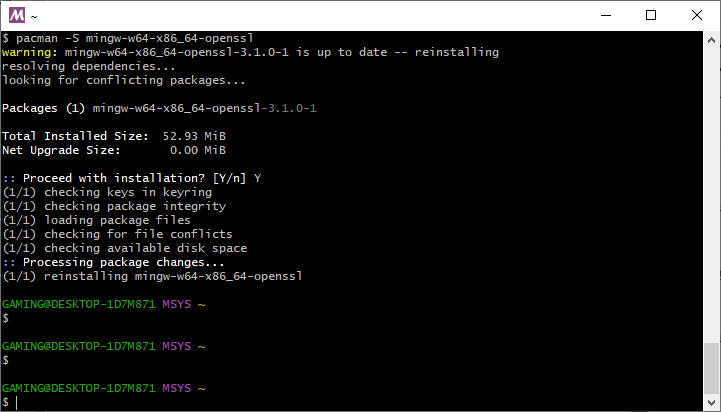 M ~
$ pacman -S mingw-w64-x86_64-openssl
warning: mingw-w64-x86_64-openssl-3.1.0-1 is up to date -- reinstalling
resolving dependencies...
looking for conflicting packages...
Packages (1) mingw-w64-x86_64-openssl-3.1.0-1
Total Installed Size:  52.93 MiB
Net Upgrade Size:       0.00 MiB
:: Proceed with installation? [Y/n] Y
(1/1) checking keys in keyring
(1/1) checking package integrity
(1/1) loading package files
(1/1) checking for file conflicts
(1/1) checking available disk space
:: Processing package changes...
(1/1) reinstalling mingw-w64-x86_64-openssl
GAMING@DESKTOP-1D7M871 MSYS ~
$
GAMING@DESKTOP-1D7M871 MSYS ~
$
GAMING@DESKTOP-1D7M871 MSYS ~
$